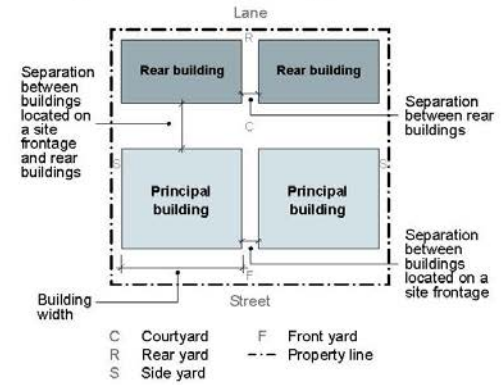 Lane
R
Rear building
Rear building
Separation
between
buildings
located on
a site
frontage
and rear
buildings
Separation
between rear
buildings
C
S
S
Principal
building
Principal
building
Separation
between
buildings
located on a
site frontage
F
Building
width
Street
C Courtyard
F Front yard
R Rear yard
Property line
S Side yard